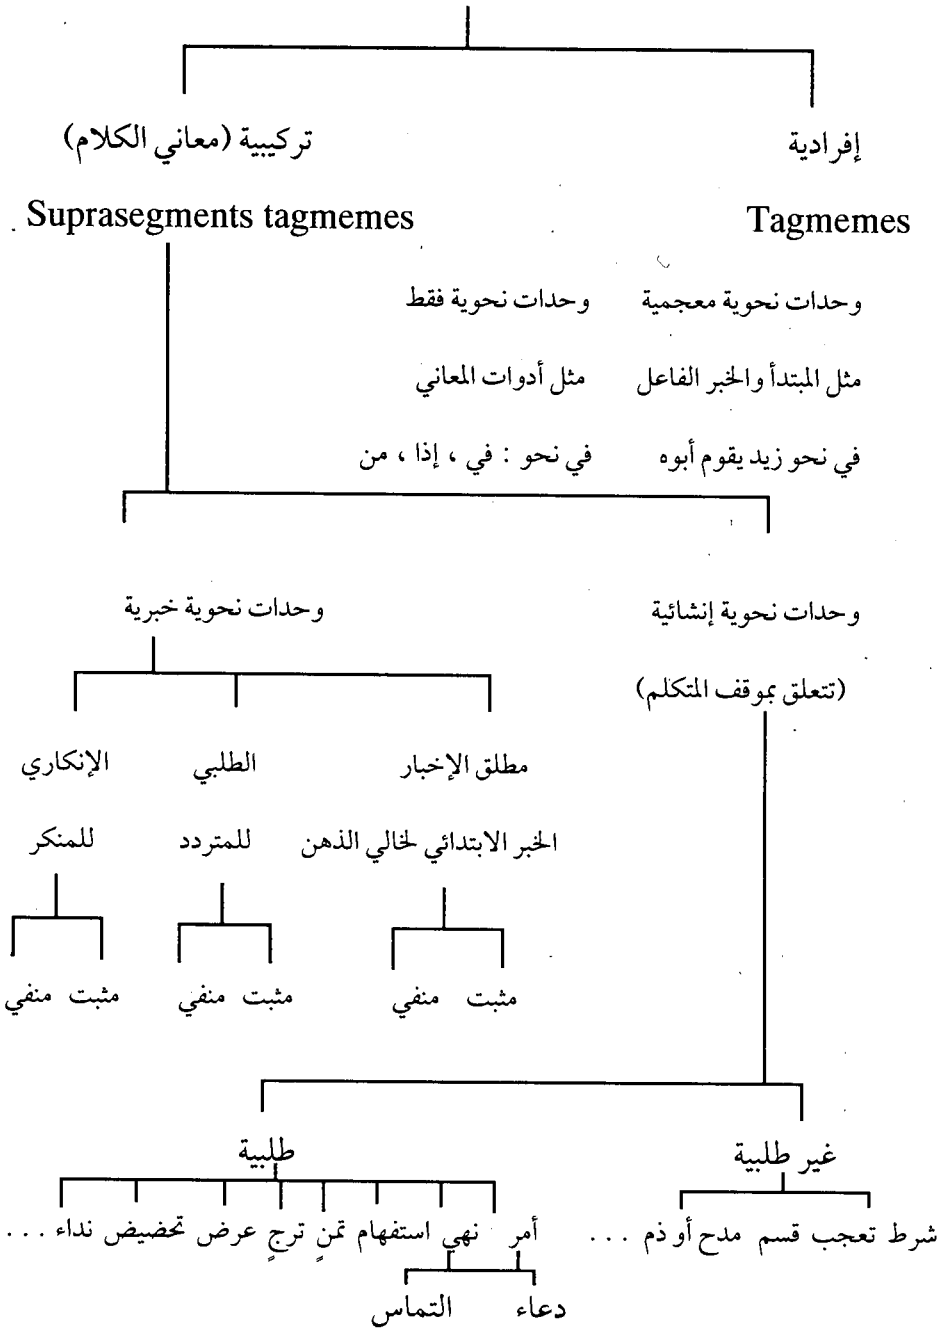 إفرادية تركيبية (معاني الكلام)
Tagmemes Suprasegments tagmemes
وحدات نحوية معجمية وحدات نحوية فقط
مثل المبتدأ والخبر الفاعل مثل أدوات المعاني
في نحو زيد يقوم أبوه في نحو : في ، إذا ، من
وحدات نحوية إنشائية وحدات نحوية خبرية
(تتعلق بموقف المتكلم)
مطلق الإخبار الطلبي الإنكاري
الخبر الابتدائي لخالي الذهن للمتردد للمنكر
مثبت منفي مثبت منفي مثبت منفي
غير طلبية طلبية
شرط تعجب قسم مدح أو ذم ... أمر نهي استفهام تمنٍ ترجٍ عرض تحضيض نداء ...
دعاء التماس